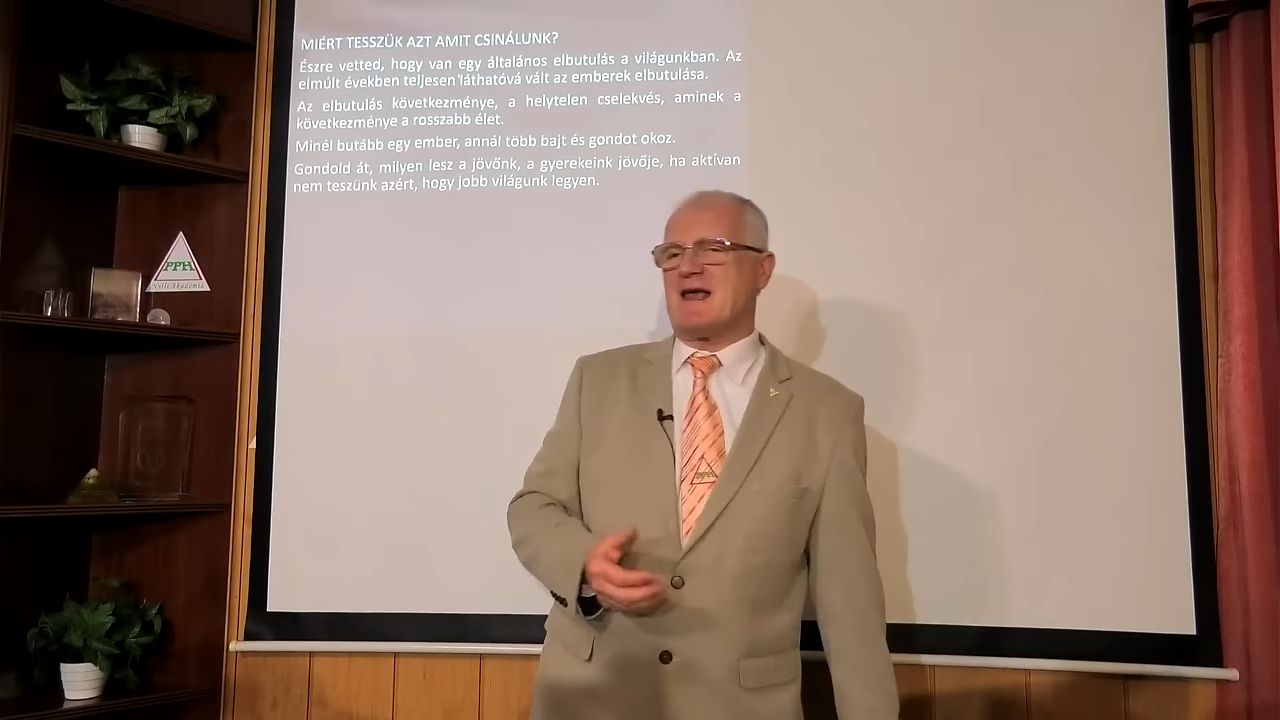 MIÉRT TESSZÜK AZT AMIT CSINÁLUNK?
Észre vetted, hogy van egy általános elbutulás a világunkban. Az
elmúlt években teljesen láthatóvá vált az emberek elbutulása.
Az elbutulás következménye, a helytelen cselekvés, aminek a
következménye a rosszabb élet.
Minél butább egy ember, annál több bajt és gondot okoz.
Gondold át, milyen lesz a jövőnk, a gyerekeink jövője, ha aktívan
nem teszünk azért, hogy jobb világunk legyen.
PPH
Nyílt Akadémia
PPH